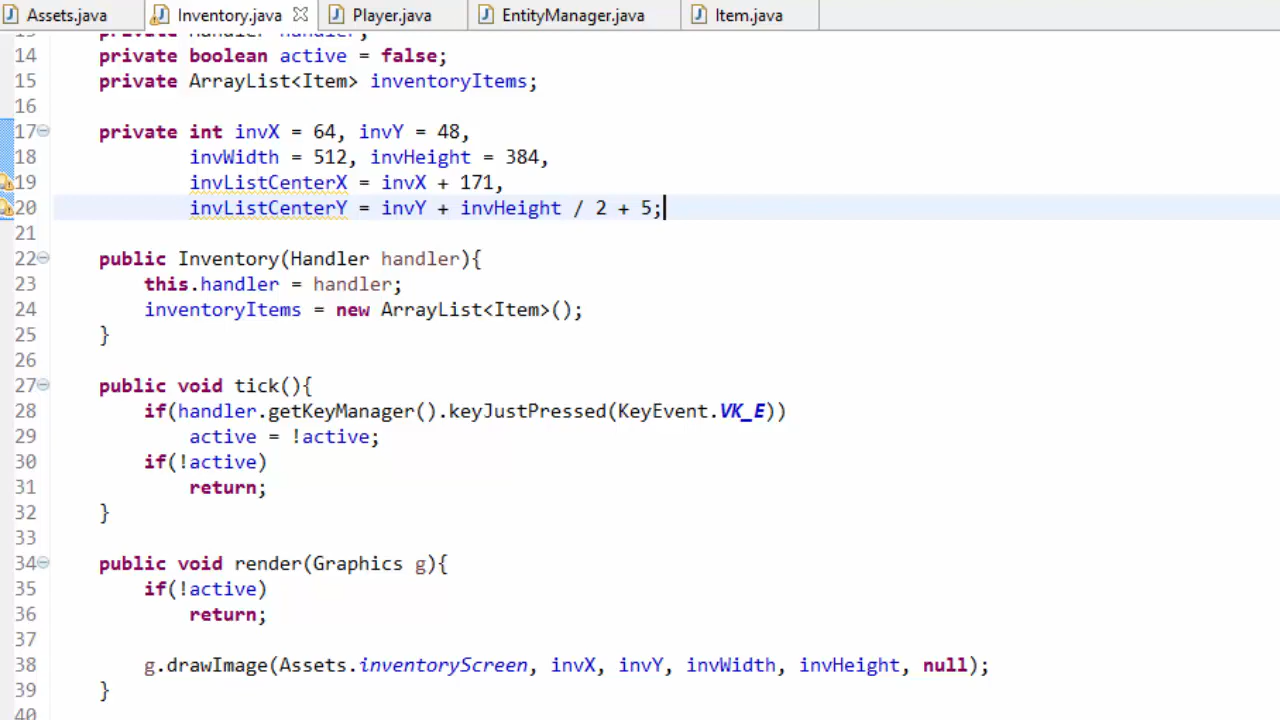 Assets.java Inventory.java Player.java EntityManager.java Item.java
13 private Handler handler;
14 private boolean active = false;
15 private ArrayList<Item> inventoryItems;
16
17 private int invX = 64, invY = 48,
18 invWidth = 512, invHeight = 384,
19 invListCenterX = invX + 171,
20 invListCenterY = invY + invHeight / 2 + 5;
21
22 public Inventory(Handler handler){
23 this.handler = handler;
24 inventoryItems = new ArrayList<Item>();
25 }
26
27 public void tick(){
28 if(handler.getKeyManager().keyJustPressed(KeyEvent.VK_E))
29 active = !active;
30 if(!active)
31 return;
32 }
33
34 public void render(Graphics g){
35 if(!active)
36 return;
37
38 g.drawImage(Assets.inventoryScreen, invX, invY, invWidth, invHeight, null);
39 }
40